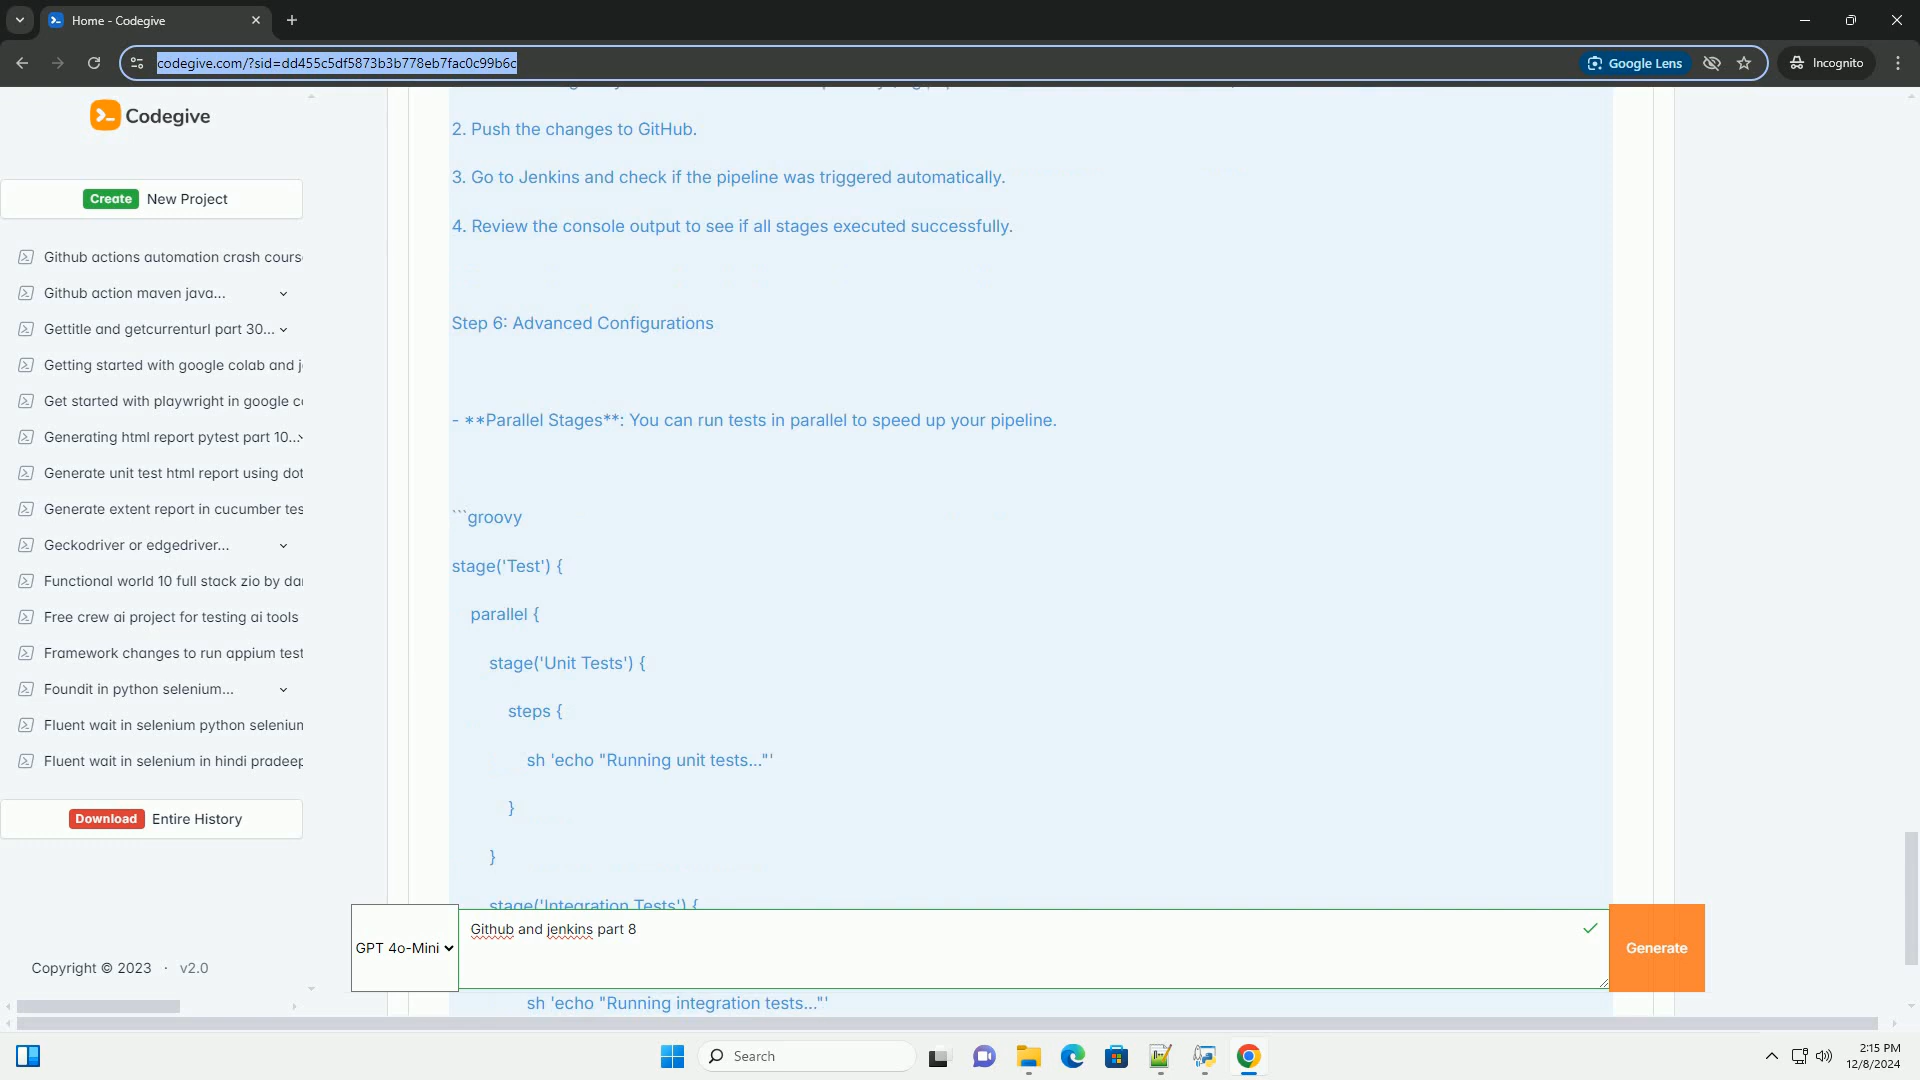 Home - Codegive
codegive.com/?sid=dd455c5df5873b3b778eb7fac0c99b6c
Google Lens
Incognito
Codegive
Create New Project
Github actions automation crash cours
Github action maven java...
Gettitle and getcurrenturl part 30...
Getting started with google colab and j
Get started with playwright in google c
Generating html report pytest part 10...
Generate unit test html report using dot
Generate extent report in cucumber tes
Geckodriver or edgedriver...
Functional world 10 full stack zio by da
Free crew ai project for testing ai tools
Framework changes to run appium test
Foundit in python selenium...
Fluent wait in selenium python selenium
Fluent wait in selenium in hindi pradeep
Download Entire History
Copyright © 2023 · v2.0
2. Push the changes to GitHub.
3. Go to Jenkins and check if the pipeline was triggered automatically.
4. Review the console output to see if all stages executed successfully.
Step 6: Advanced Configurations
- **Parallel Stages**: You can run tests in parallel to speed up your pipeline.
```groovy
stage('Test') {
parallel {
stage('Unit Tests') {
steps {
sh 'echo "Running unit tests..."'
}
}
stage('Integration Tests') {
GPT 4o-Mini
Github and jenkins part 8
Generate
sh 'echo "Running integration tests..."'
Search
2:15 PM
12/8/2024